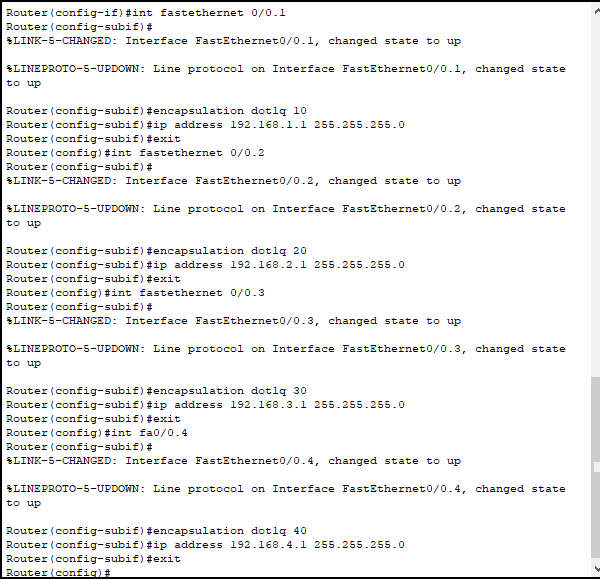 Router(config-if)#int fastethernet 0/0.1
Router(config-subif)#
%LINK-5-CHANGED: Interface FastEthernet0/0.1, changed state to up
%LINEPROTO-5-UPDOWN: Line protocol on Interface FastEthernet0/0.1, changed state
to up
Router(config-subif)#encapsulation dot1q 10
Router(config-subif)#ip address 192.168.1.1 255.255.255.0
Router(config-subif)#exit
Router(config)#int fastethernet 0/0.2
Router(config-subif)#
%LINK-5-CHANGED: Interface FastEthernet0/0.2, changed state to up
%LINEPROTO-5-UPDOWN: Line protocol on Interface FastEthernet0/0.2, changed state
to up
Router(config-subif)#encapsulation dot1q 20
Router(config-subif)#ip address 192.168.2.1 255.255.255.0
Router(config-subif)#exit
Router(config)#int fastethernet 0/0.3
Router(config-subif)#
%LINK-5-CHANGED: Interface FastEthernet0/0.3, changed state to up
%LINEPROTO-5-UPDOWN: Line protocol on Interface FastEthernet0/0.3, changed state
to up
Router(config-subif)#encapsulation dot1q 30
Router(config-subif)#ip address 192.168.3.1 255.255.255.0
Router(config-subif)#exit
Router(config)#int fa0/0.4
Router(config-subif)#
%LINK-5-CHANGED: Interface FastEthernet0/0.4, changed state to up
%LINEPROTO-5-UPDOWN: Line protocol on Interface FastEthernet0/0.4, changed state
to up
Router(config-subif)#encapsulation dot1q 40
Router(config-subif)#ip address 192.168.4.1 255.255.255.0
Router(config-subif)#exit
Router(config)#